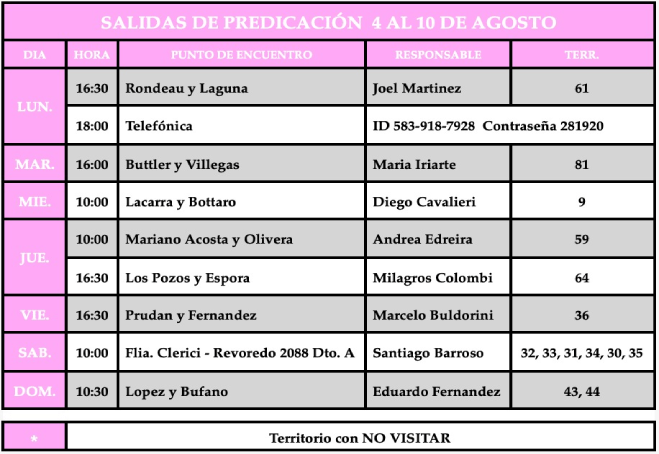 SALIDAS DE PREDICACIÓN 4 AL 10 DE AGOSTO
DIA HORA PUNTO DE ENCUENTRO RESPONSABLE TERR.
LUN. 16:30 Rondeau y Laguna Joel Martinez 61
18:00 Telefónica ID 583-918-7928 Contraseña 281920
MAR. 16:00 Buttler y Villegas Maria Iriarte 81
MIE. 10:00 Lacarra y Bottaro Diego Cavalieri 9
JUE. 10:00 Mariano Acosta y Olivera Andrea Edreira 59
16:30 Los Pozos y Espora Milagros Colombi 64
VIE. 16:30 Prudan y Fernandez Marcelo Buldorini 36
SAB. 10:00 Flia. Clerici - Revoredo 2088 Dto. A Santiago Barroso 32, 33, 31, 34, 30, 35
DOM. 10:30 Lopez y Bufano Eduardo Fernandez 43, 44
* Territorio con NO VISITAR